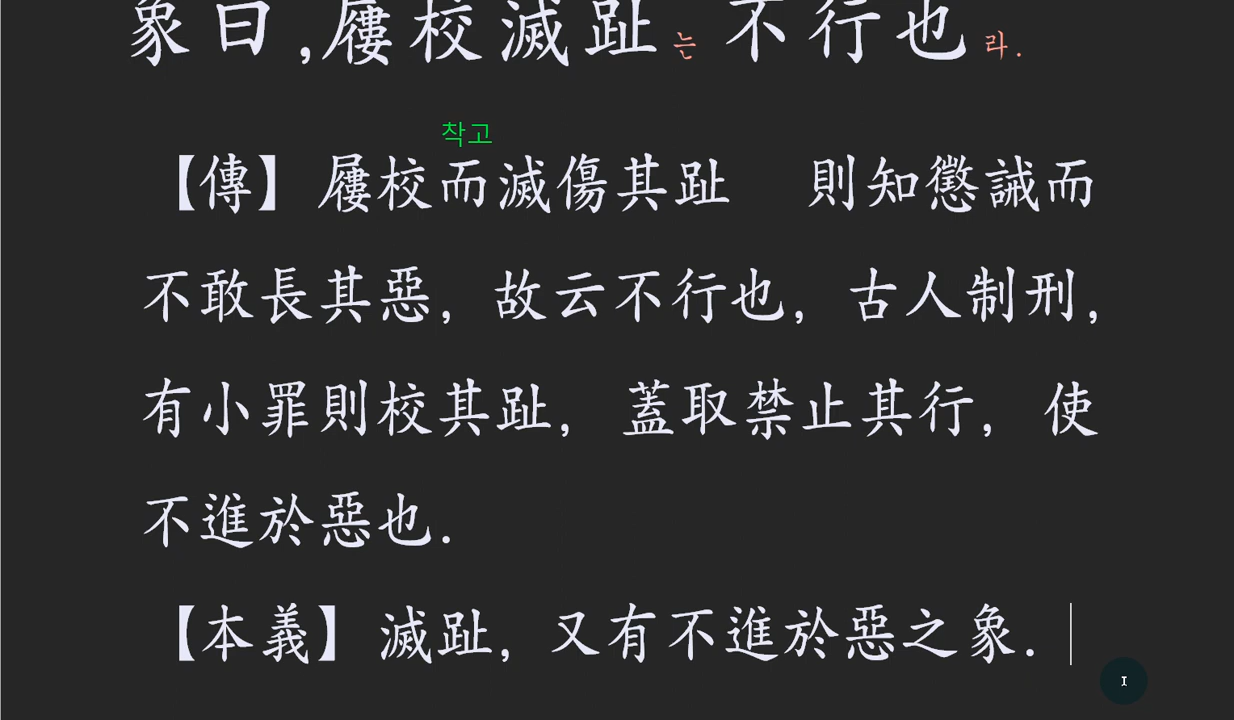 象曰,屨校滅趾는 不行也라.
착고
【傳】 屨校而滅傷其趾 則知懲誡而
不敢長其惡, 故云不行也, 古人制刑,
有小罪則校其趾, 蓋取禁止其行, 使
不進於惡也.
【本義】 滅趾, 又有不進於惡之象.